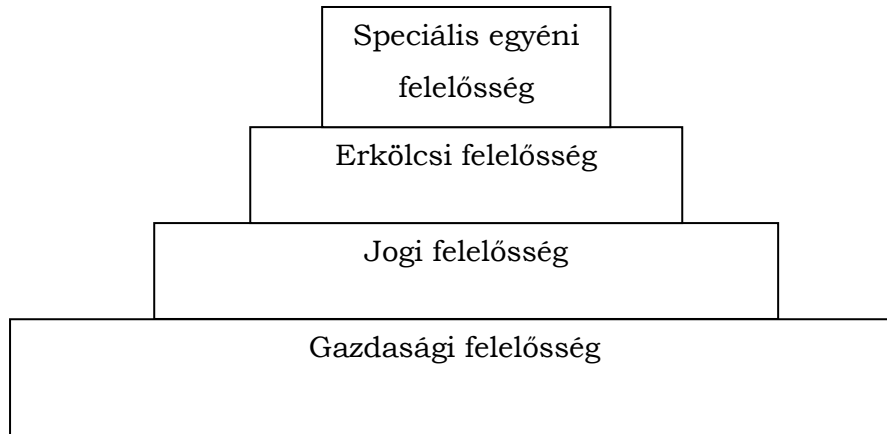 Speciális egyéni
felelősség
Erkölcsi felelősség
Jogi felelősség
Gazdasági felelősség